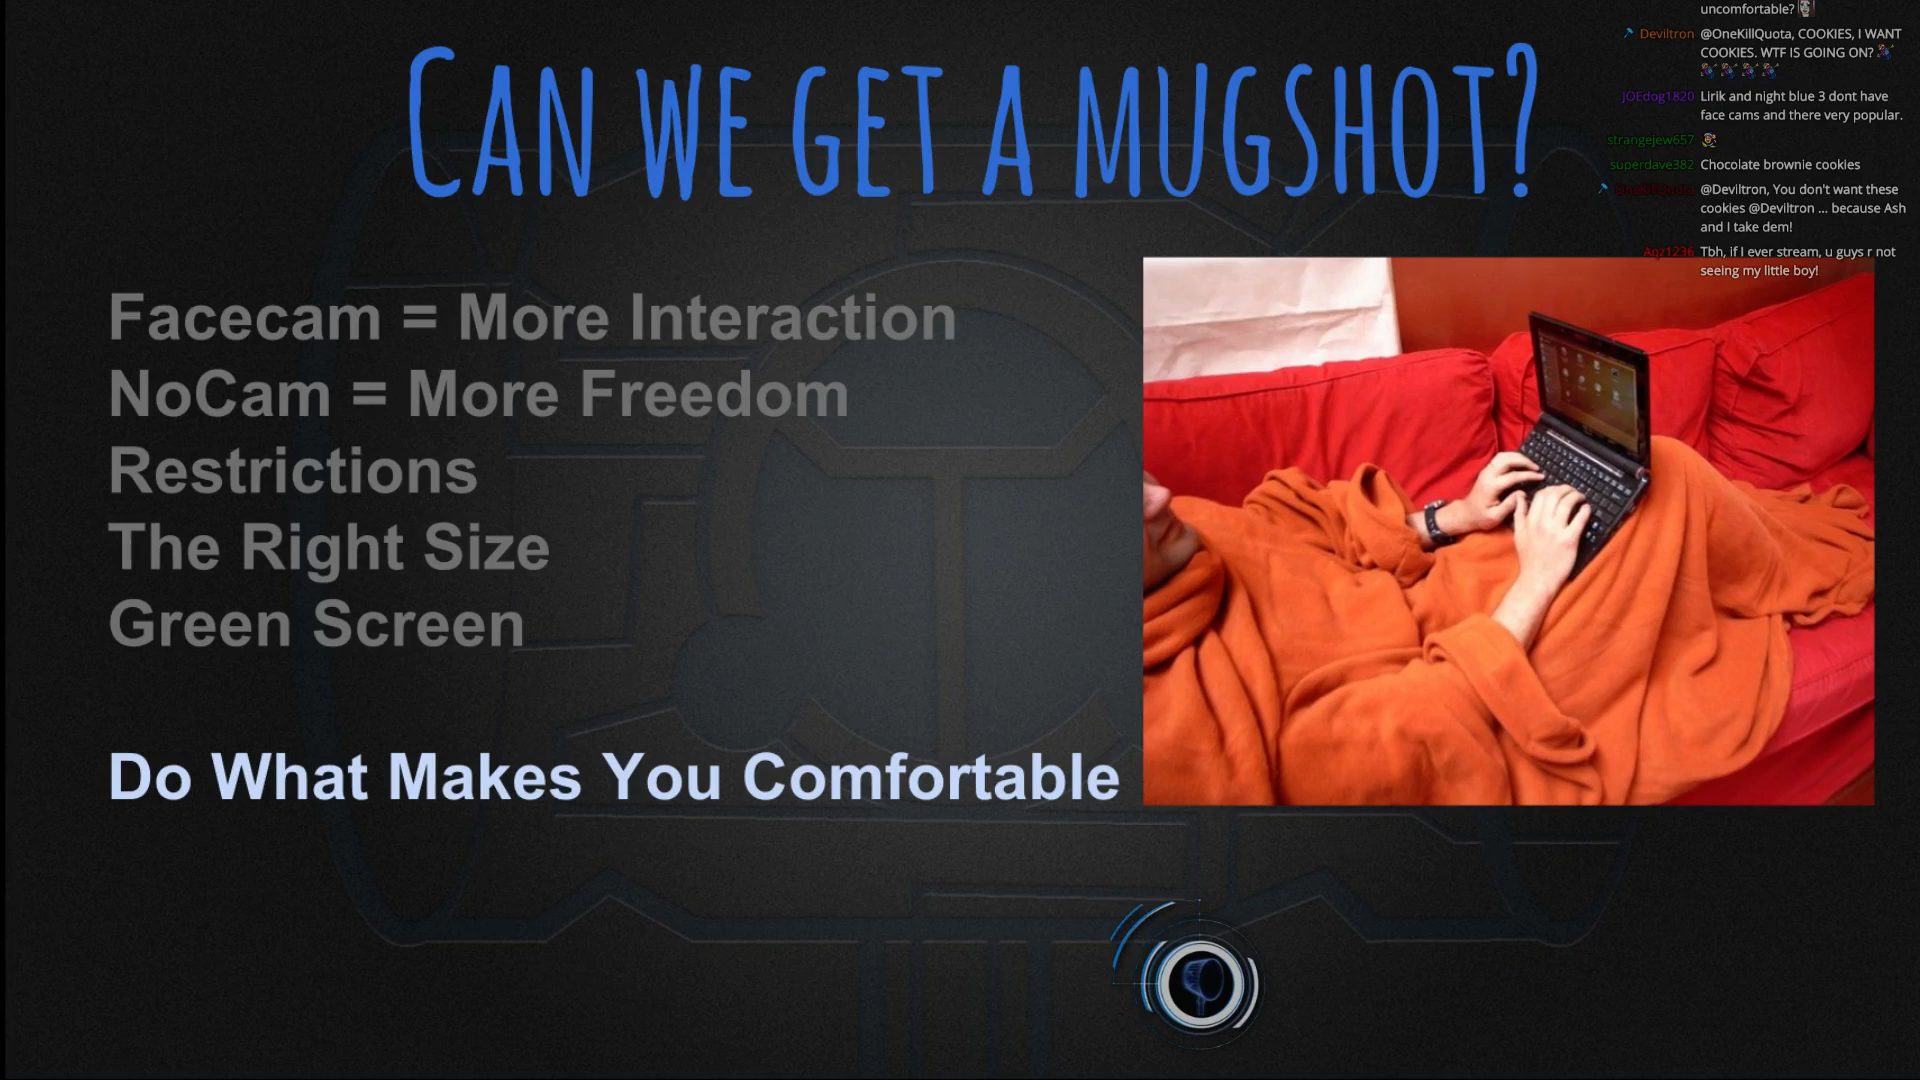 CAN WE GET A MUGSHOT?
Facecam = More Interaction
NoCam = More Freedom
Restrictions
The Right Size
Green Screen
Do What Makes You Comfortable
uncomfortable?
Deviltron @OneKillQuota, COOKIES, I WANT
COOKIES. WTF IS GOING ON?
JOEdog1820 Lirik and night blue 3 dont have
face cams and there very popular.
strangejew657
superdave382 Chocolate brownie cookies
OneKillQuota @Deviltron, You don't want these
cookies @Deviltron ... because Ash
and I take dem!
Aqz1236 Tbh, if I ever stream, u guys r not
seeing my little boy!